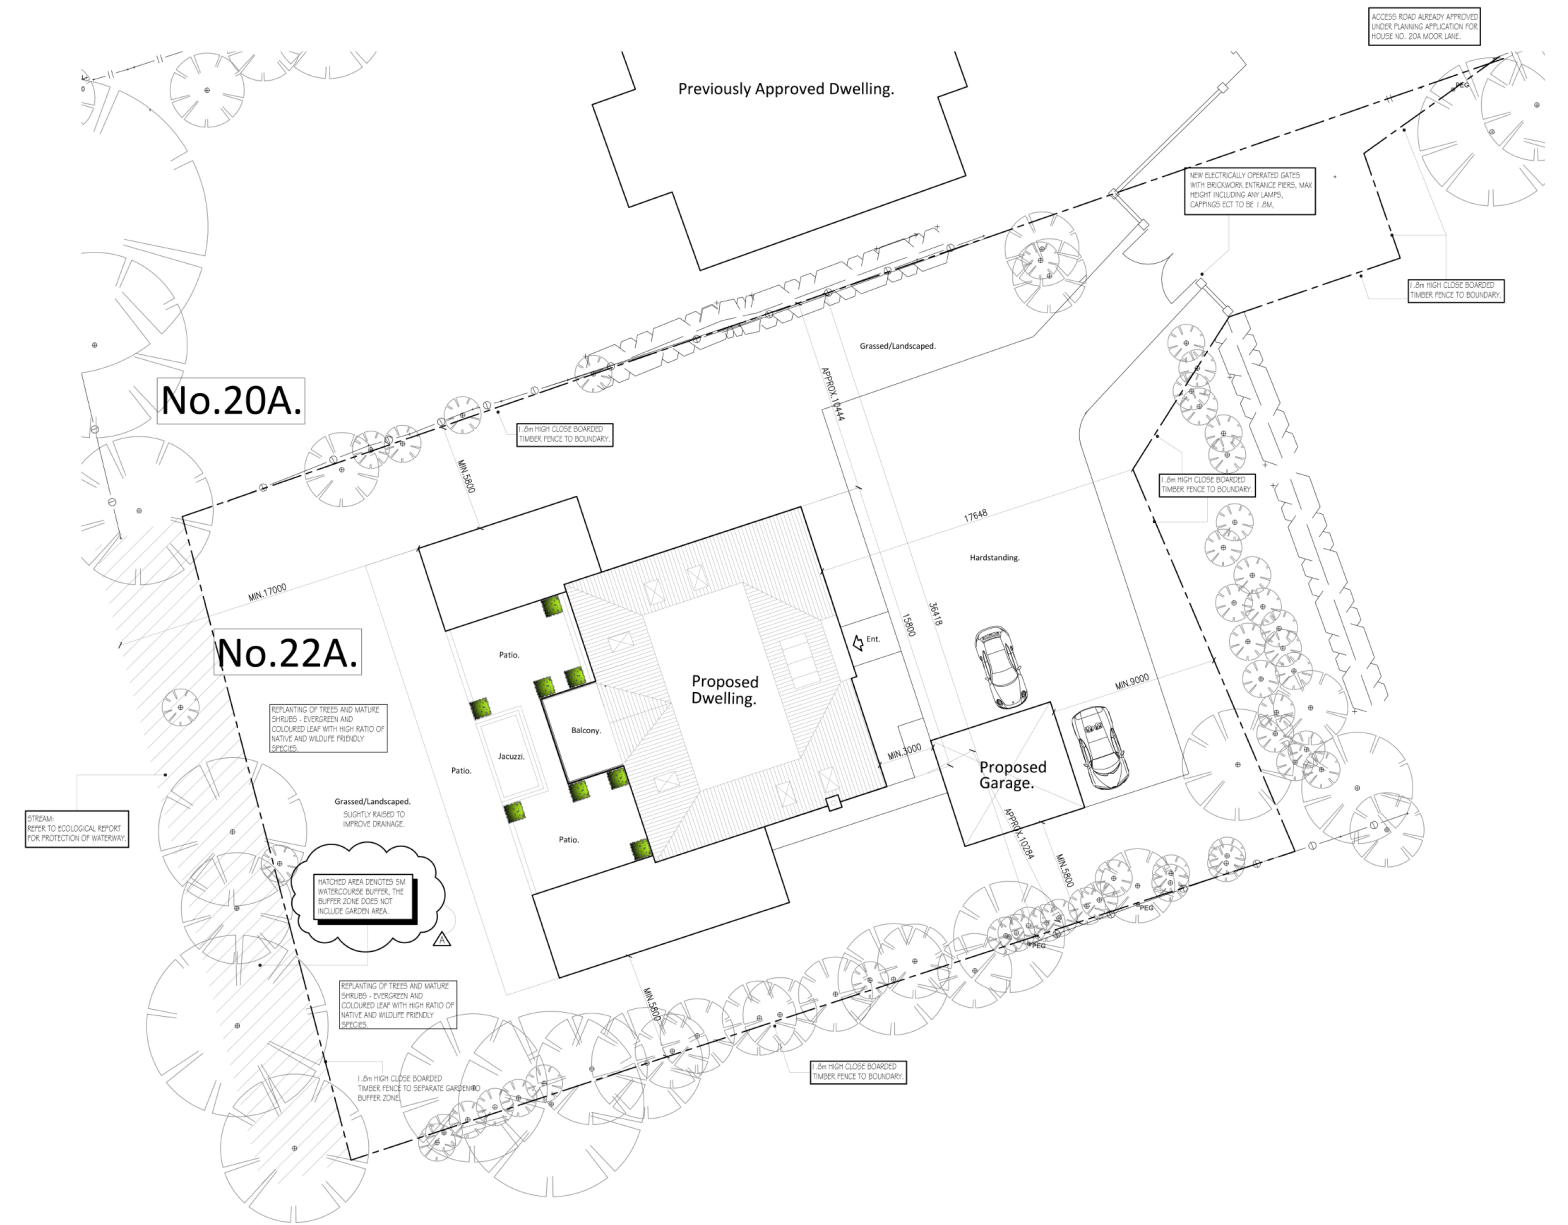 ACCESS ROAD ALREADY APPROVED
UNDER PLANNING APPLICATION FOR
HOUSE NO. 20A MOOR LANE.
Previously Approved Dwelling.
PEG
NEW ELECTRICALLY OPERATED GATES
WITH BRICKWORK ENTRANCE PIERS, MAX
HEIGHT INCLUDING ANY LAMPS,
CAPPINGS ECT TO BE 1.8M.
1.8m HIGH CLOSE BOARDED
TIMBER FENCE TO BOUNDARY.
Grassed/Landscaped.
No.20A.
APPROX.10444
1.8m HIGH CLOSE BOARDED
TIMBER FENCE TO BOUNDARY.
MIN.5800
1.8m HIGH CLOSE BOARDED
TIMBER FENCE TO BOUNDARY.
17648
Hardstanding.
MIN.17000
36418
15800
Ent.
No.22A.
Patio.
Proposed
Dwelling.
MIN.9000
REPLANTING OF TREES AND MATURE
SHRUBS - EVERGREEN AND
COLOURED LEAF WITH HIGH RATIO OF
NATIVE AND WILDLIFE FRIENDLY
SPECIES.
Balcony.
Jacuzzi.
Patio.
MIN.3000
Proposed
Garage.
Grassed/Landscaped.
SLIGHTLY RAISED TO
IMPROVE DRAINAGE.
STREAM:
REFER TO ECOLOGICAL REPORT
FOR PROTECTION OF WATERWAY.
Patio.
APPROX.10284
MIN.5800
HATCHED AREA DENOTES 5M
WATERCOURSE BUFFER, THE
BUFFER ZONE DOES NOT
INCLUDE GARDEN AREA.
A
PEG
PEG
REPLANTING OF TREES AND MATURE
SHRUBS - EVERGREEN AND
COLOURED LEAF WITH HIGH RATIO OF
NATIVE AND WILDLIFE FRIENDLY
SPECIES.
MIN.5800
1.8m HIGH CLOSE BOARDED
TIMBER FENCE TO BOUNDARY.
1.8m HIGH CLOSE BOARDED
TIMBER FENCE TO SEPARATE GARDEN TO
BUFFER ZONE.